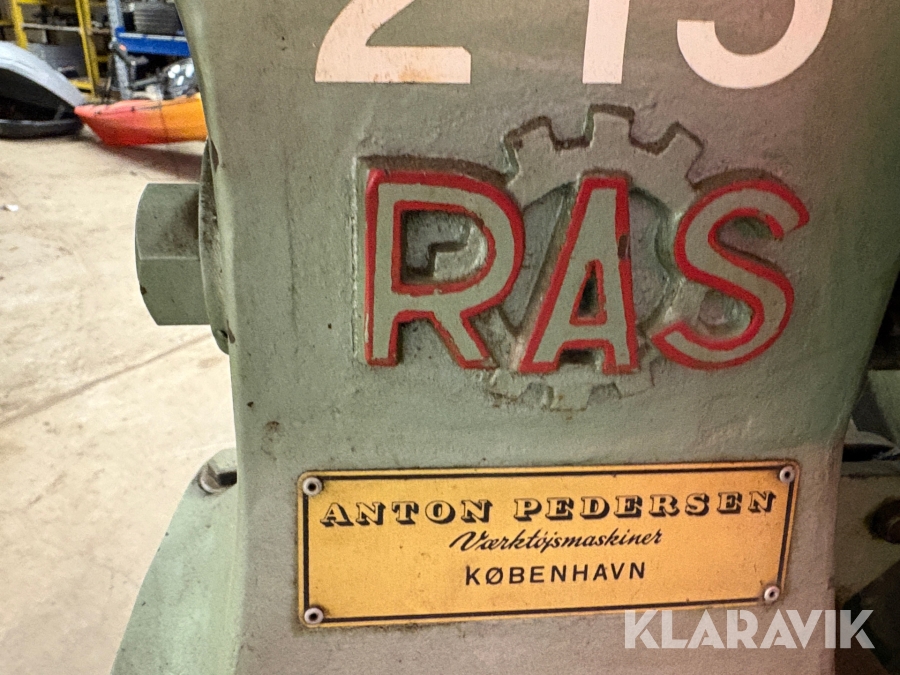 RAS
ANTON PEDERSEN
Værktøjsmaskiner
KØBENHAVN
KLARAVIK